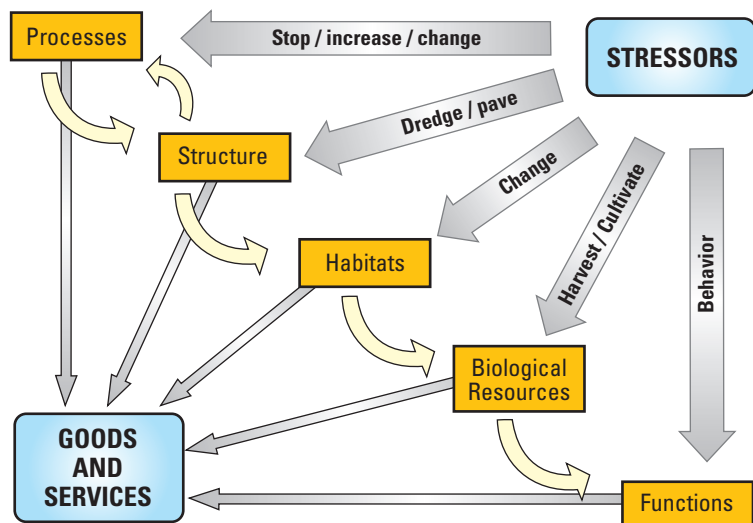 Processes
Stop / increase / change
STRESSORS
Dredge / pave
Structure
Change
Harvest / Cultivate
Behavior
Habitats
Biological
Resources
GOODS
AND
SERVICES
Functions